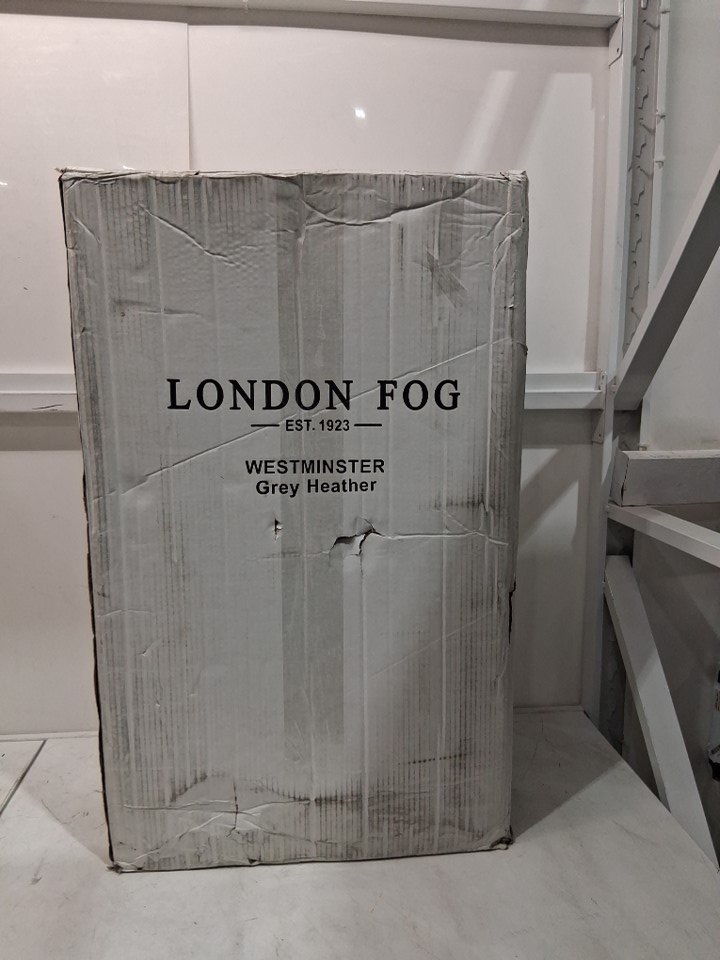 LONDON FOG
EST. 1923
WESTMINSTER
Grey Heather